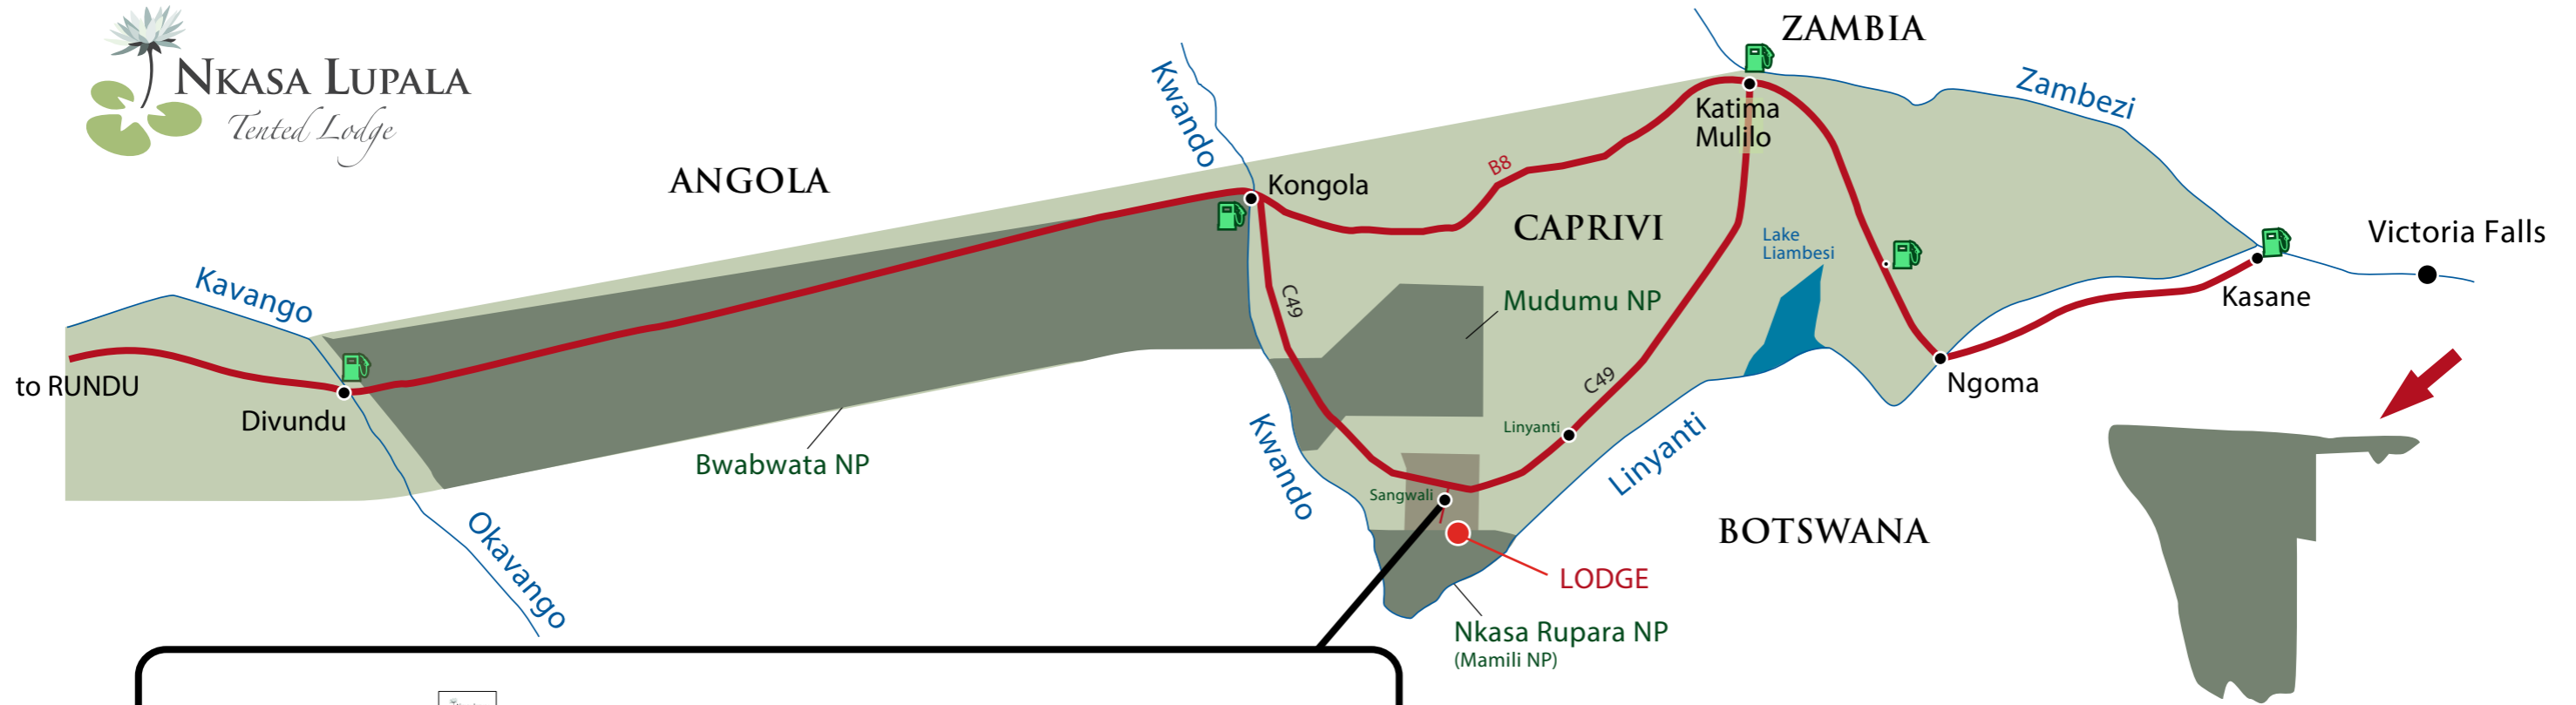 NKASA LUPALA
Tented Lodge
ANGOLA
ZAMBIA
Zambezi
Kwando
Katima
Mulilo
B8
Kongola
CAPRIVI
Lake
Liambesi
Victoria Falls
Kasane
Kavango
C49
Mudumu NP
to RUNDU
Divundu
Ngoma
C49
Bwabwata NP
Linyanti
Linyanti
Kwando
Sangwali
Okavango
BOTSWANA
LODGE
Nkasa Rupara NP
(Mamili NP)